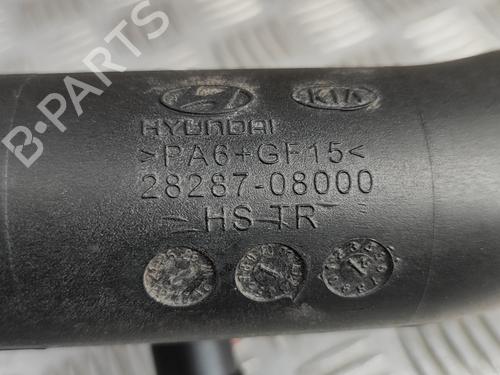 KIA
HYUNDAI
>PA6+GF15<
28287-08000
HS TR
B-PARTS